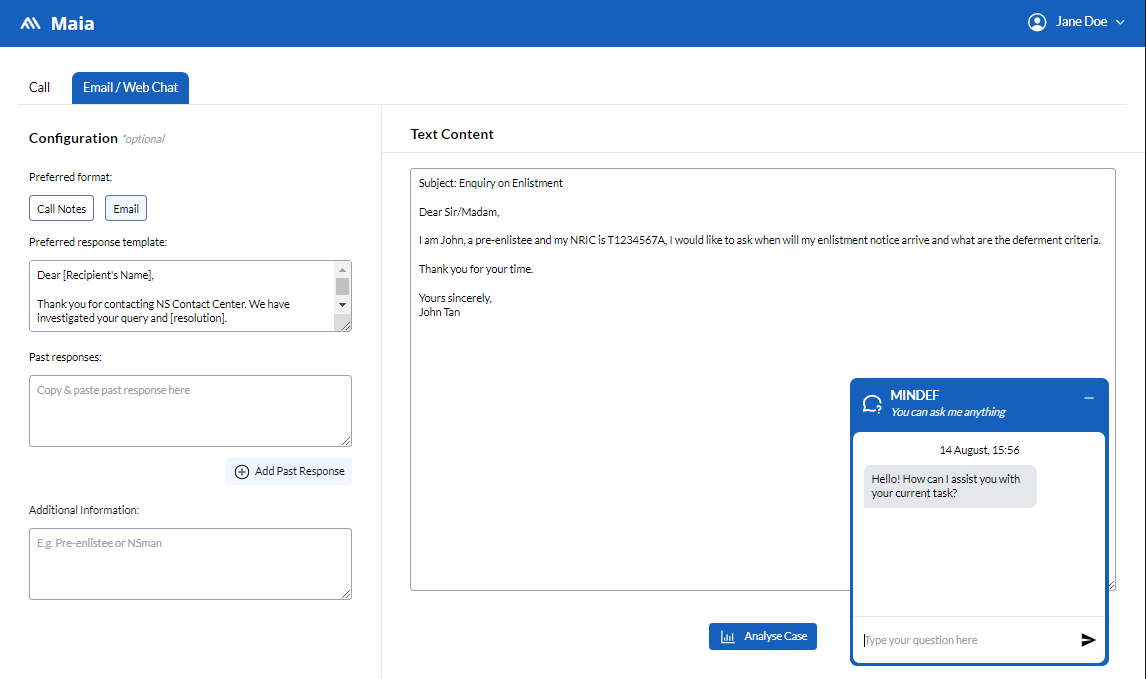 Maia
Jane Doe
Call
Email / Web Chat
Configuration *optional
Preferred format:
Call Notes
Email
Preferred response template:
Dear [Recipient's Name],
Thank you for contacting NS Contact Center. We have
investigated your query and [resolution].
Past responses:
Copy & paste past response here
Add Past Response
Additional Information:
E.g. Pre-enlistee or NSman
Text Content
Subject: Enquiry on Enlistment
Dear Sir/Madam,
I am John, a pre-enlistee and my NRIC is T1234567A, I would like to ask when will my enlistment notice arrive and what are the deferment criteria.
Thank you for your time.
Yours sincerely,
John Tan
Analyse Case
MINDEF
You can ask me anything
14 August, 15:56
Hello! How can I assist you with
your current task?
Type your question here